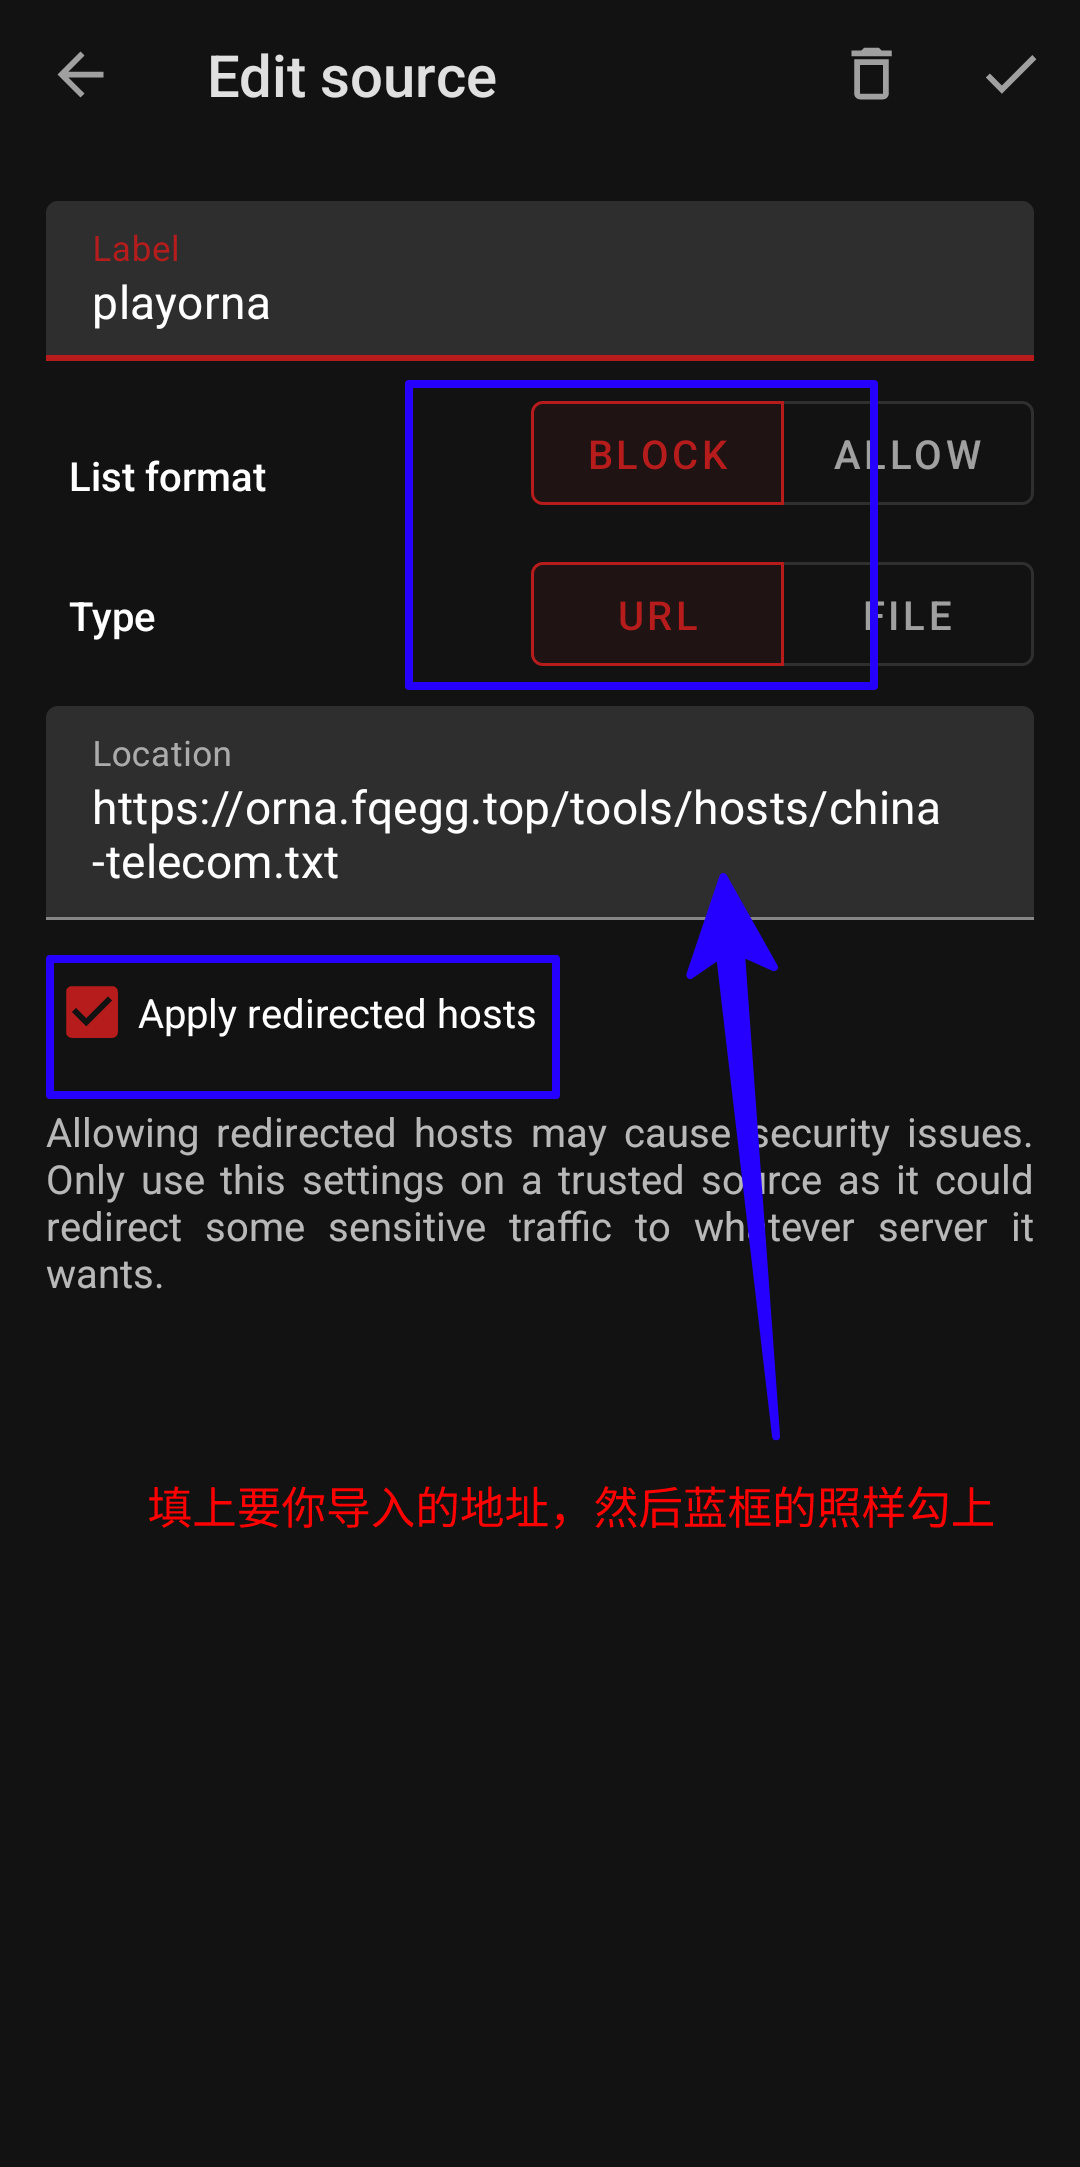 Edit source
Label
playorna
List format
BLOCK
ALLOW
Type
URL
FILE
Location
https://orna.fqegg.top/tools/hosts/china
-telecom.txt
Apply redirected hosts
Allowing redirected hosts may cause security issues.
Only use this settings on a trusted source as it could
redirect some sensitive traffic to whatever server it
wants.
填上要你导入的地址，然后蓝框的照样勾上